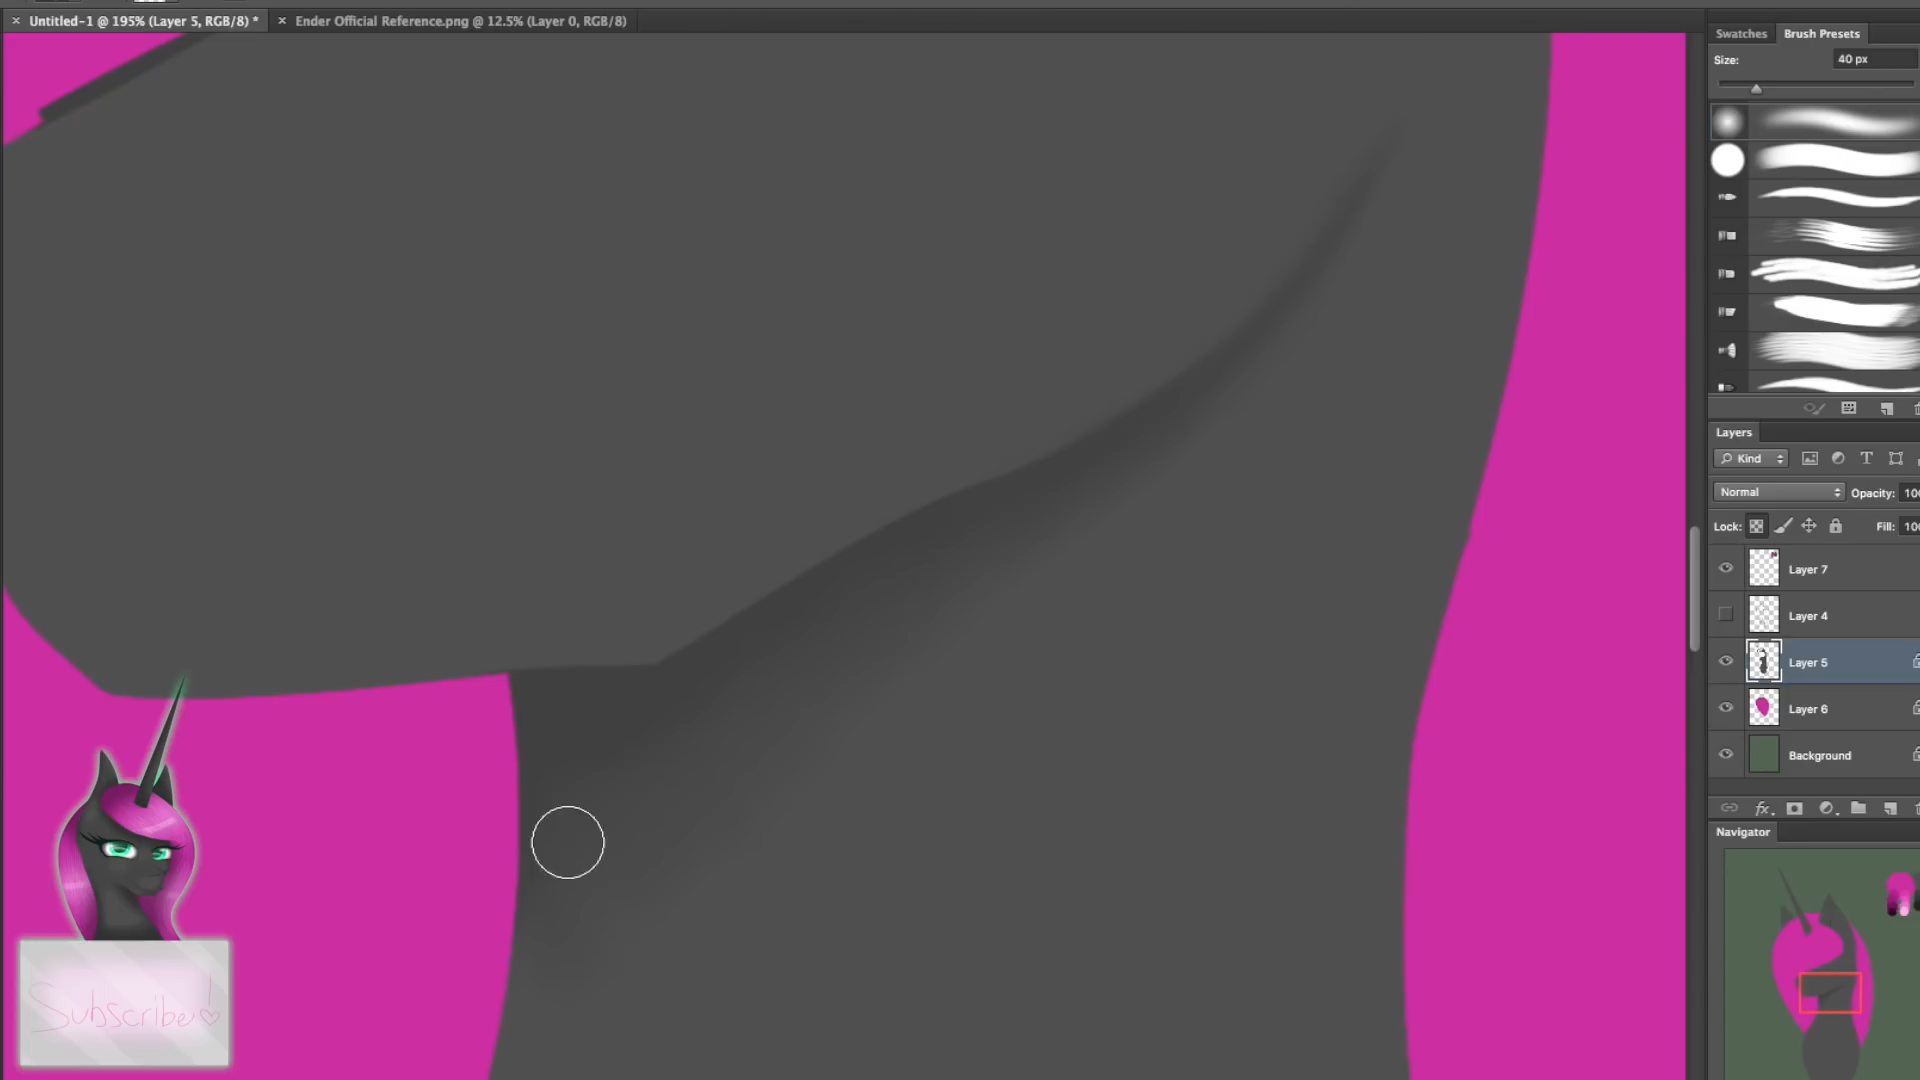 Untitled-1 @ 195% (Layer 5, RGB/8) *
Ender Official Reference.png @ 12.5% (Layer 0, RGB/8)
Swatches
Brush Presets
Size:
40 px
Layers
Kind
Normal
Opacity:
Lock:
Fill:
Layer 7
Layer 4
Layer 5
Layer 6
Background
fx
Navigator
Subscribe!